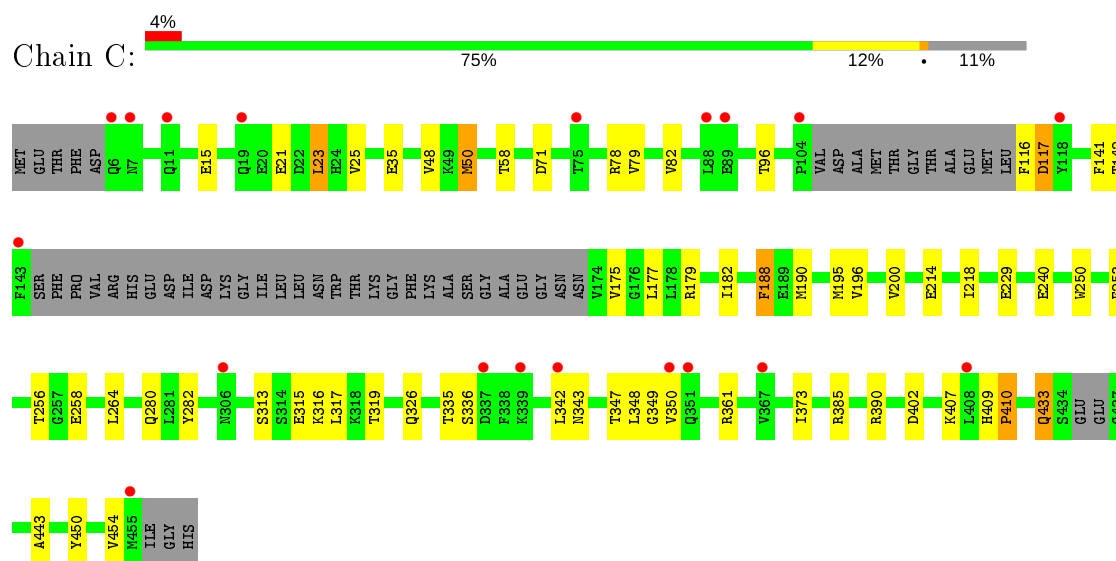 4%
Chain C:
75% 12% • 11%
MET GLU THR PHE ASP Q6 N7 Q11 E15 Q19 E20 E21 D22 L23 H24 V25 E35 V48 K49 M50 T58 D71 T75 R78 V79 V82 L88 E89 T96 P104 VAL ASP ALA MET THR GLY THR ALA GLU MET LEU F116 D117 Y118 F141
F143 SER PHE PRO VAL ARG HIS GLU ASP ILE ASP LYS GLY ILE LEU LEU ASN TRP THR LYS GLY PHE LYS ALA SER GLY ALA GLU GLY ASN ASN V174 V175 G176 L177 L178 R179 I182 F188 E189 M190 M195 V196 V200 E214 I218 E229 E240 W250
T256 G257 E258 L264 Q280 L281 Y282 N306 S313 S314 E315 K316 L317 K318 T319 Q326 T335 S336 D337 F338 K339 L342 N343 T347 L348 G349 V350 Q351 R361 V367 I373 R385 R390 D402 K407 L408 H409 P410 Q433 S434 GLU GLU
A443 Y450 V454 M455 ILE GLY HIS